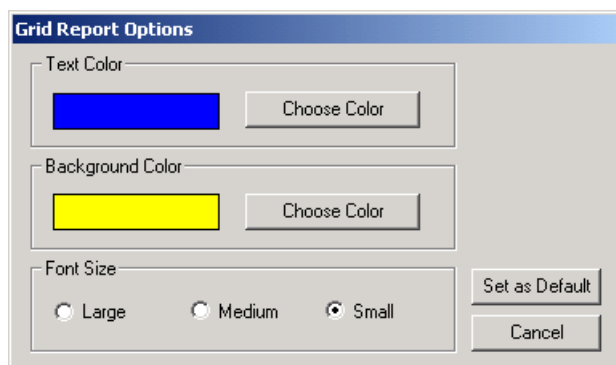 Grid Report Options
Text Color
Choose Color
Background Color
Choose Color
Font Size
Large Medium Small
Set as Default
Cancel